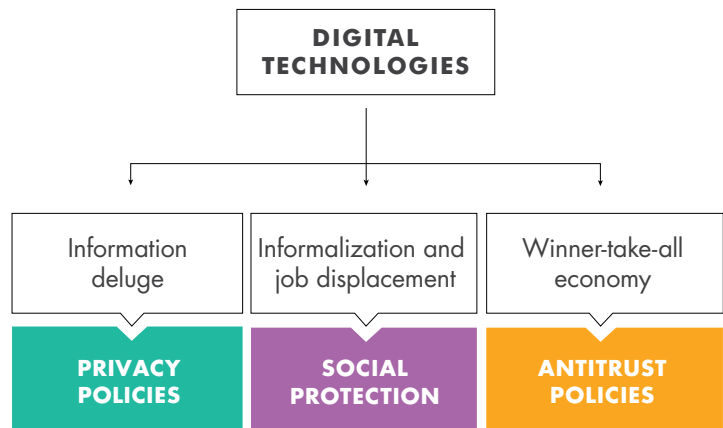 DIGITAL
TECHNOLOGIES
Information
deluge
Informalization and
job displacement
Winner-take-all
economy
PRIVACY
POLICIES
SOCIAL
PROTECTION
ANTITRUST
POLICIES